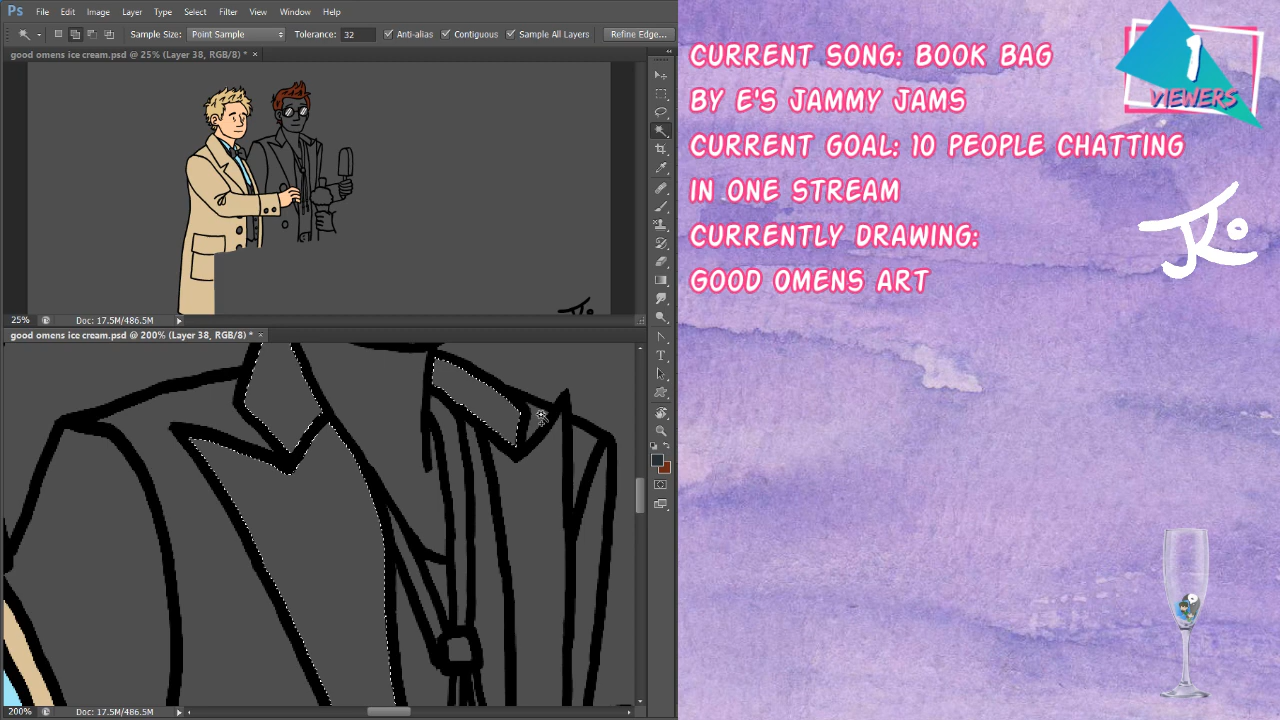 Ps File Edit Image Layer Type Select Filter View Window Help
Sample Size: Point Sample Tolerance: 32 Anti-alias Contiguous Sample All Layers Refine Edge...
good omens ice cream.psd @ 25% (Layer 38, RGB/8) * ×
25% Doc: 17.5M/486.5M
good omens ice cream.psd @ 200% (Layer 38, RGB/8) * ×
200% Doc: 17.5M/486.5M
CURRENT SONG: BOOK BAG
BY E'S JAMMY JAMS
CURRENT GOAL: 10 PEOPLE CHATTING
IN ONE STREAM
CURRENTLY DRAWING:
GOOD OMENS ART
1
VIEWERS
JKo